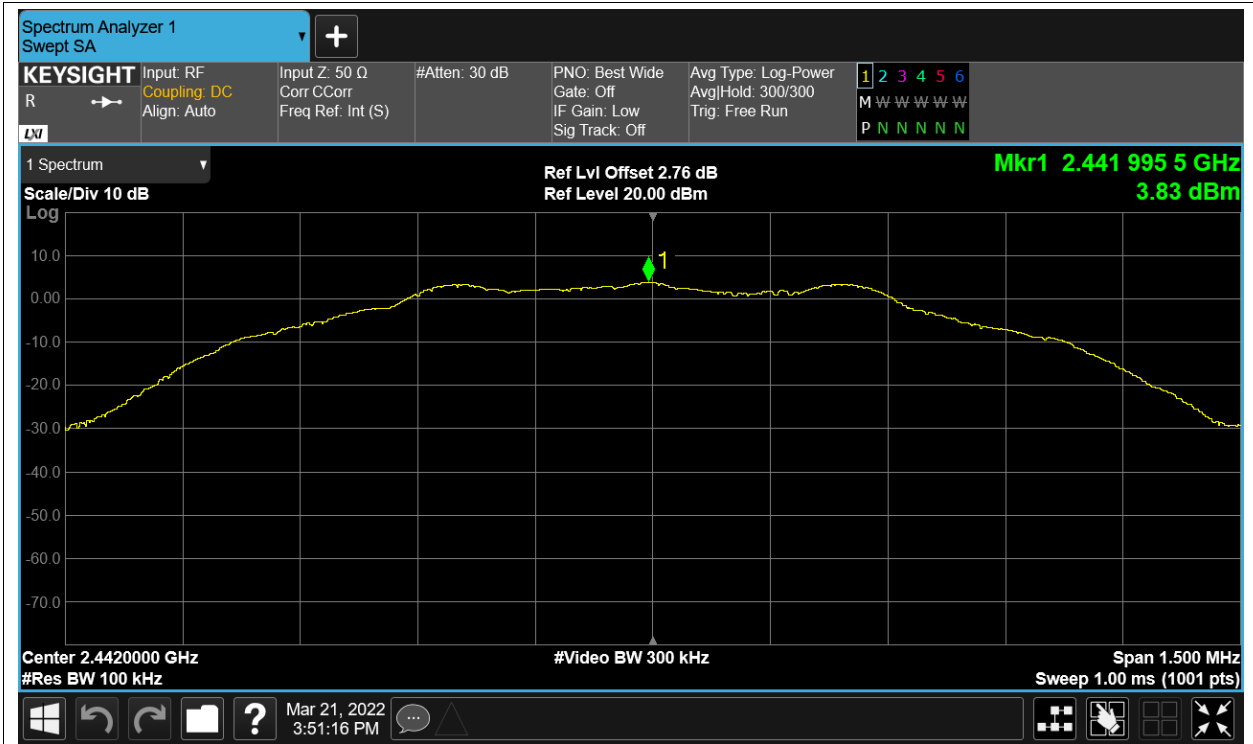 Spectrum Analyzer 1
Swept SA
+
KEYSIGHT
R
LXI
Input: RF
Coupling: DC
Align: Auto
Input Z: 50 Ω
Corr CCorr
Freq Ref: Int (S)
#Atten: 30 dB
PNO: Best Wide
Gate: Off
IF Gain: Low
Sig Track: Off
Avg Type: Log-Power
Avg|Hold: 300/300
Trig: Free Run
1 2 3 4 5 6
M W W W W W
P N N N N N
1 Spectrum
Scale/Div 10 dB
Log
Ref Lvl Offset 2.76 dB
Ref Level 20.00 dBm
Mkr1 2.441 995 5 GHz
3.83 dBm
1
10.0
0.00
-10.0
-20.0
-30.0
-40.0
-50.0
-60.0
-70.0
Center 2.4420000 GHz
#Res BW 100 kHz
#Video BW 300 kHz
Span 1.500 MHz
Sweep 1.00 ms (1001 pts)
?
Mar 21, 2022
3:51:16 PM